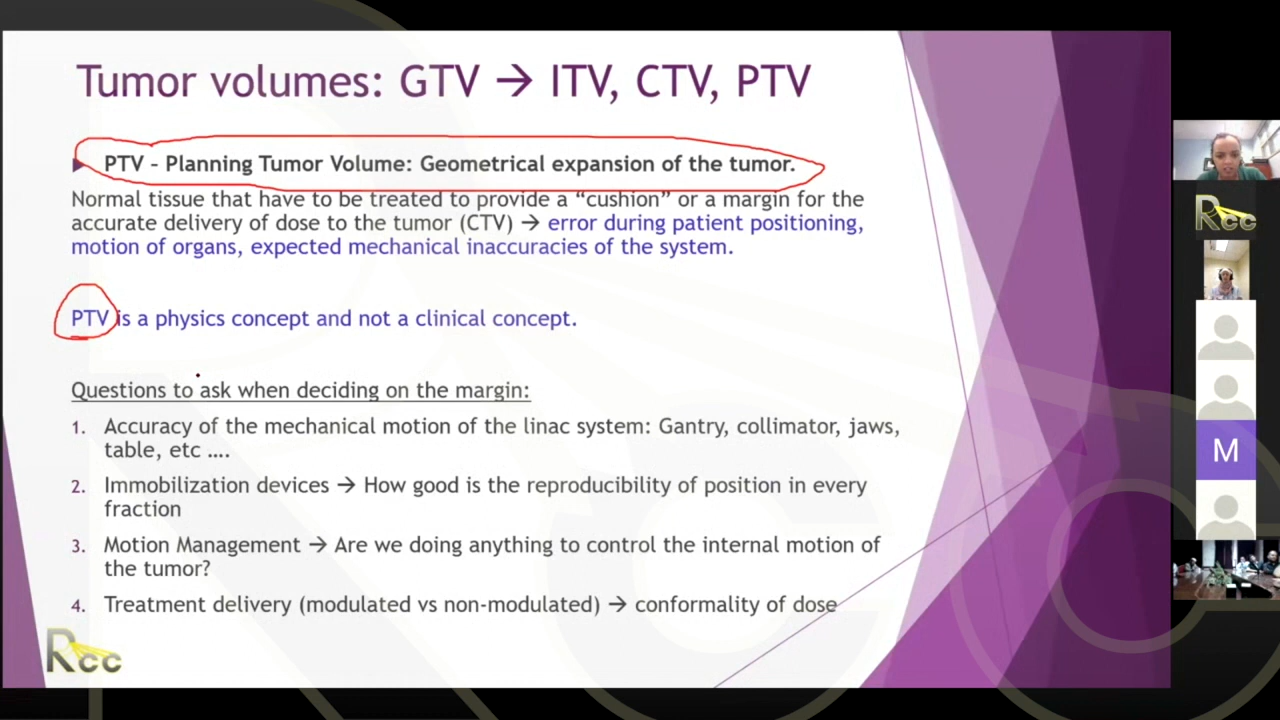 Tumor volumes: GTV → ITV, CTV, PTV
PTV – Planning Tumor Volume: Geometrical expansion of the tumor.
Normal tissue that have to be treated to provide a “cushion” or a margin for the
accurate delivery of dose to the tumor (CTV) → error during patient positioning,
motion of organs, expected mechanical inaccuracies of the system.
PTV is a physics concept and not a clinical concept.
Questions to ask when deciding on the margin:
1. Accuracy of the mechanical motion of the linac system: Gantry, collimator, jaws,
table, etc ....
2. Immobilization devices → How good is the reproducibility of position in every
fraction
3. Motion Management → Are we doing anything to control the internal motion of
the tumor?
4. Treatment delivery (modulated vs non-modulated) → conformality of dose
Rcc
Rcc
M